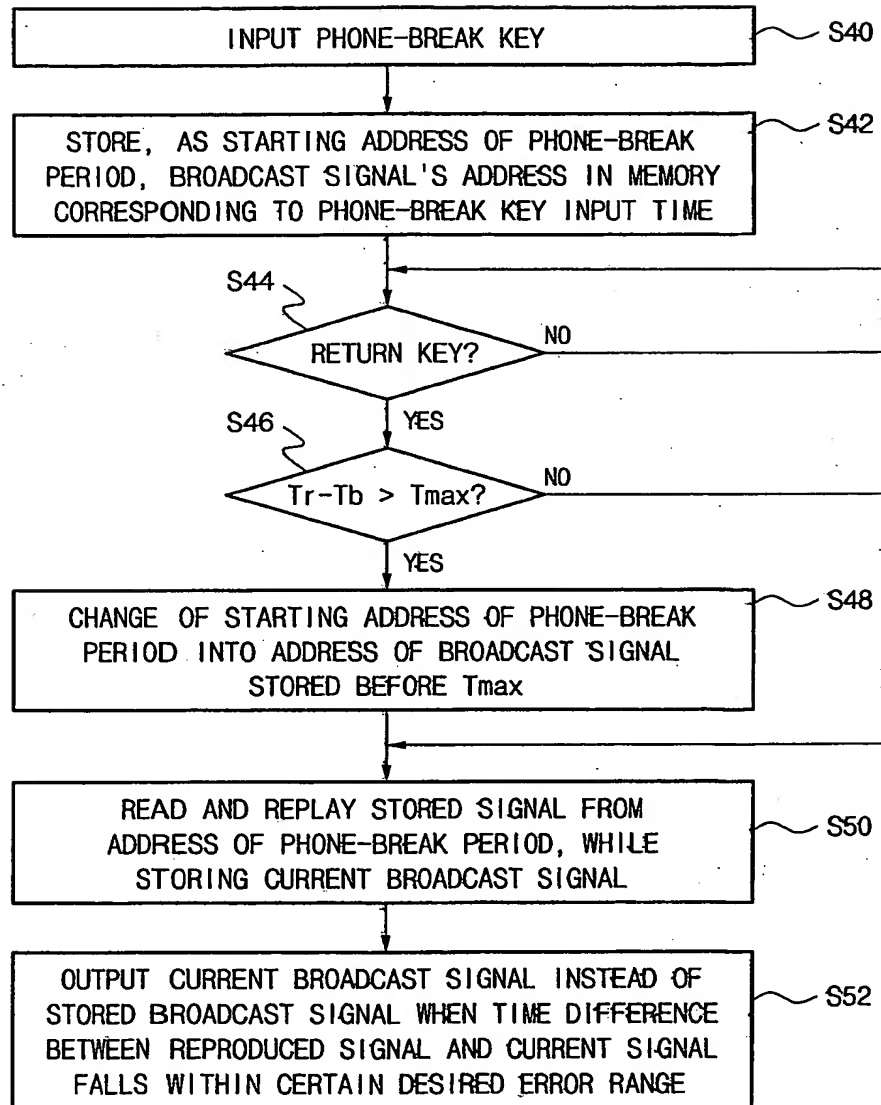 INPUT PHONE-BREAK KEY
S40
STORE, AS STARTING ADDRESS OF PHONE-BREAK
PERIOD, BROADCAST SIGNAL'S ADDRESS IN MEMORY
CORRESPONDING TO PHONE-BREAK KEY INPUT TIME
S42
S44
RETURN KEY?
NO
YES
S46
Tr-Tb > Tmax?
NO
YES
CHANGE OF STARTING ADDRESS OF PHONE-BREAK
PERIOD INTO ADDRESS OF BROADCAST SIGNAL
STORED BEFORE Tmax
S48
READ AND REPLAY STORED SIGNAL FROM
ADDRESS OF PHONE-BREAK PERIOD, WHILE
STORING CURRENT BROADCAST SIGNAL
S50
OUTPUT CURRENT BROADCAST SIGNAL INSTEAD OF
STORED BROADCAST SIGNAL WHEN TIME DIFFERENCE
BETWEEN REPRODUCED SIGNAL AND CURRENT SIGNAL
FALLS WITHIN CERTAIN DESIRED ERROR RANGE
S52